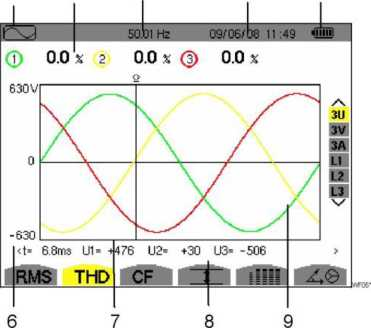 50.01 Hz 09/06/08 11:49
1 0.0 % 2 0.0 % 3 0.0 %
630V
0
-630
3U
3V
3A
L1
L2
L3
<t= 6.8ms U1= +476 U2= +30 U3= -506 >
RMS THD CF
6 7 8 9